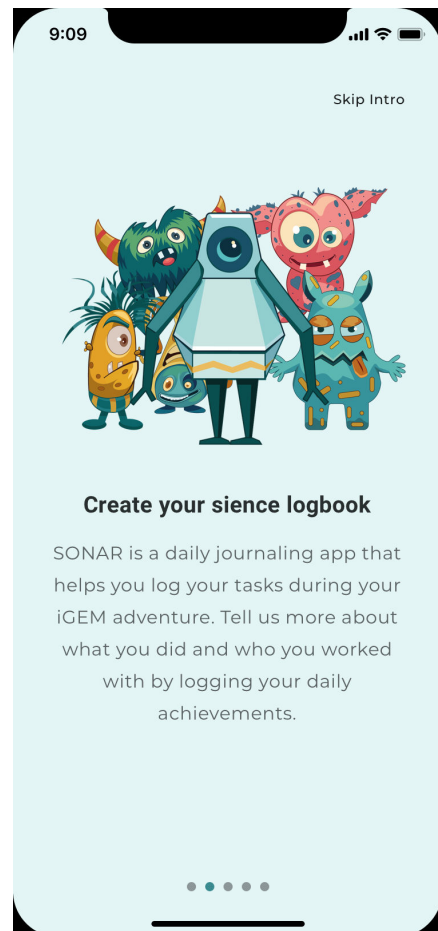 9:09
Skip Intro
Create your sience logbook
SONAR is a daily journaling app that
helps you log your tasks during your
iGEM adventure. Tell us more about
what you did and who you worked
with by logging your daily
achievements.